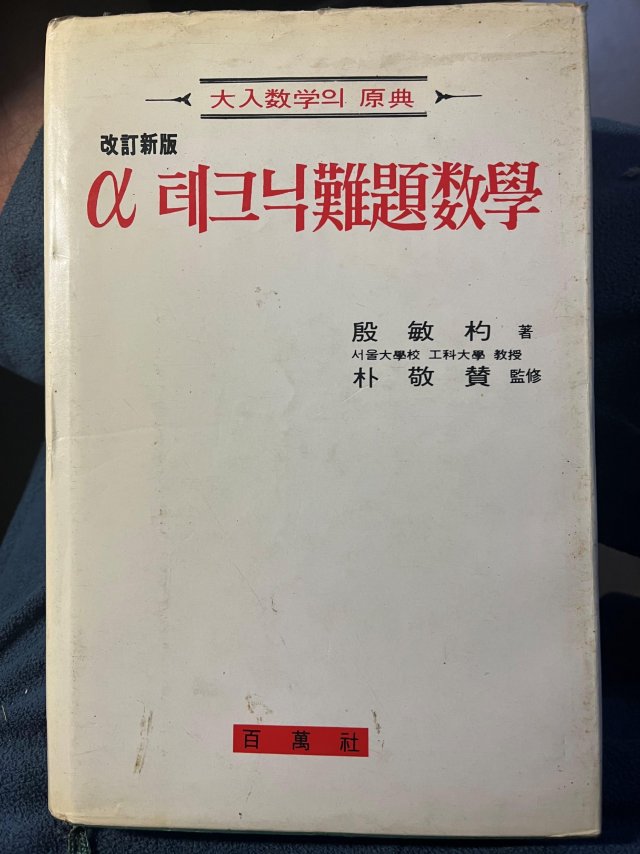 大入数学의 原典
改訂新版
α 테크닉難題数學
殷敏杓 著
서울大學校 工科大學 教授
朴敬贊 監修
百萬社